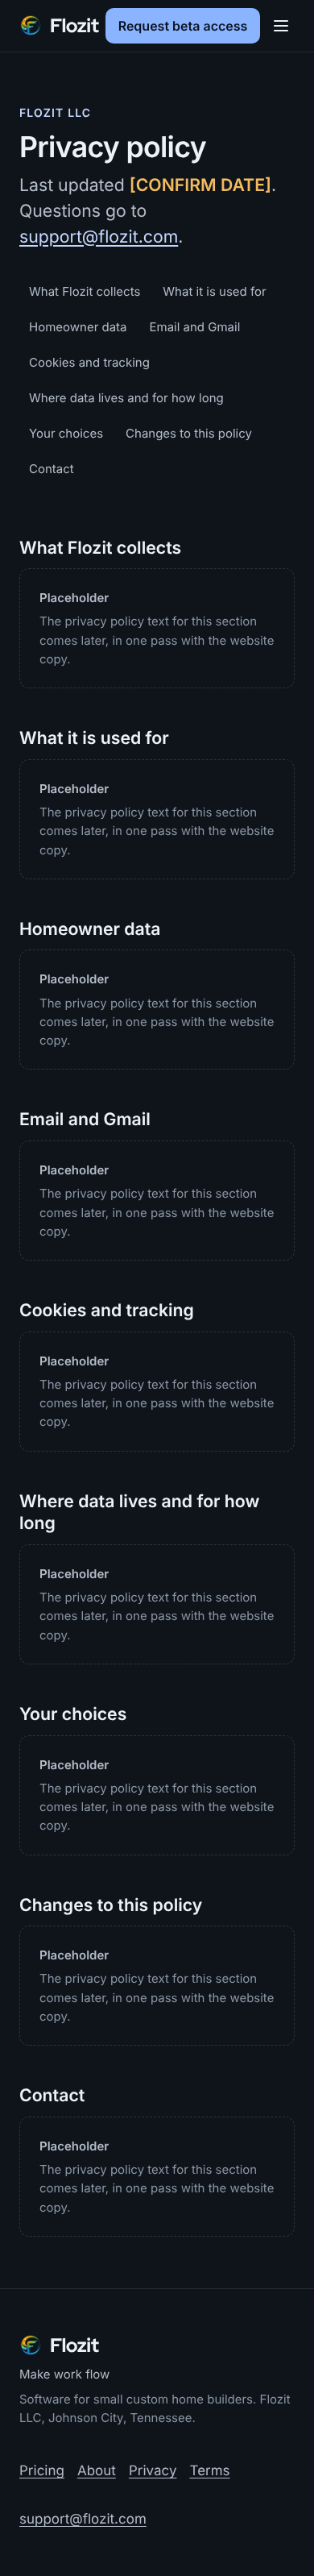 Flozit
Request beta access
FLOZIT LLC
Privacy policy
Last updated [CONFIRM DATE].
Questions go to
support@flozit.com.
What Flozit collects
What it is used for
Homeowner data
Email and Gmail
Cookies and tracking
Where data lives and for how long
Your choices
Changes to this policy
Contact
What Flozit collects
Placeholder
The privacy policy text for this section
comes later, in one pass with the website
copy.
What it is used for
Placeholder
The privacy policy text for this section
comes later, in one pass with the website
copy.
Homeowner data
Placeholder
The privacy policy text for this section
comes later, in one pass with the website
copy.
Email and Gmail
Placeholder
The privacy policy text for this section
comes later, in one pass with the website
copy.
Cookies and tracking
Placeholder
The privacy policy text for this section
comes later, in one pass with the website
copy.
Where data lives and for how
long
Placeholder
The privacy policy text for this section
comes later, in one pass with the website
copy.
Your choices
Placeholder
The privacy policy text for this section
comes later, in one pass with the website
copy.
Changes to this policy
Placeholder
The privacy policy text for this section
comes later, in one pass with the website
copy.
Contact
Placeholder
The privacy policy text for this section
comes later, in one pass with the website
copy.
Flozit
Make work flow
Software for small custom home builders. Flozit
LLC, Johnson City, Tennessee.
Pricing About Privacy Terms
support@flozit.com